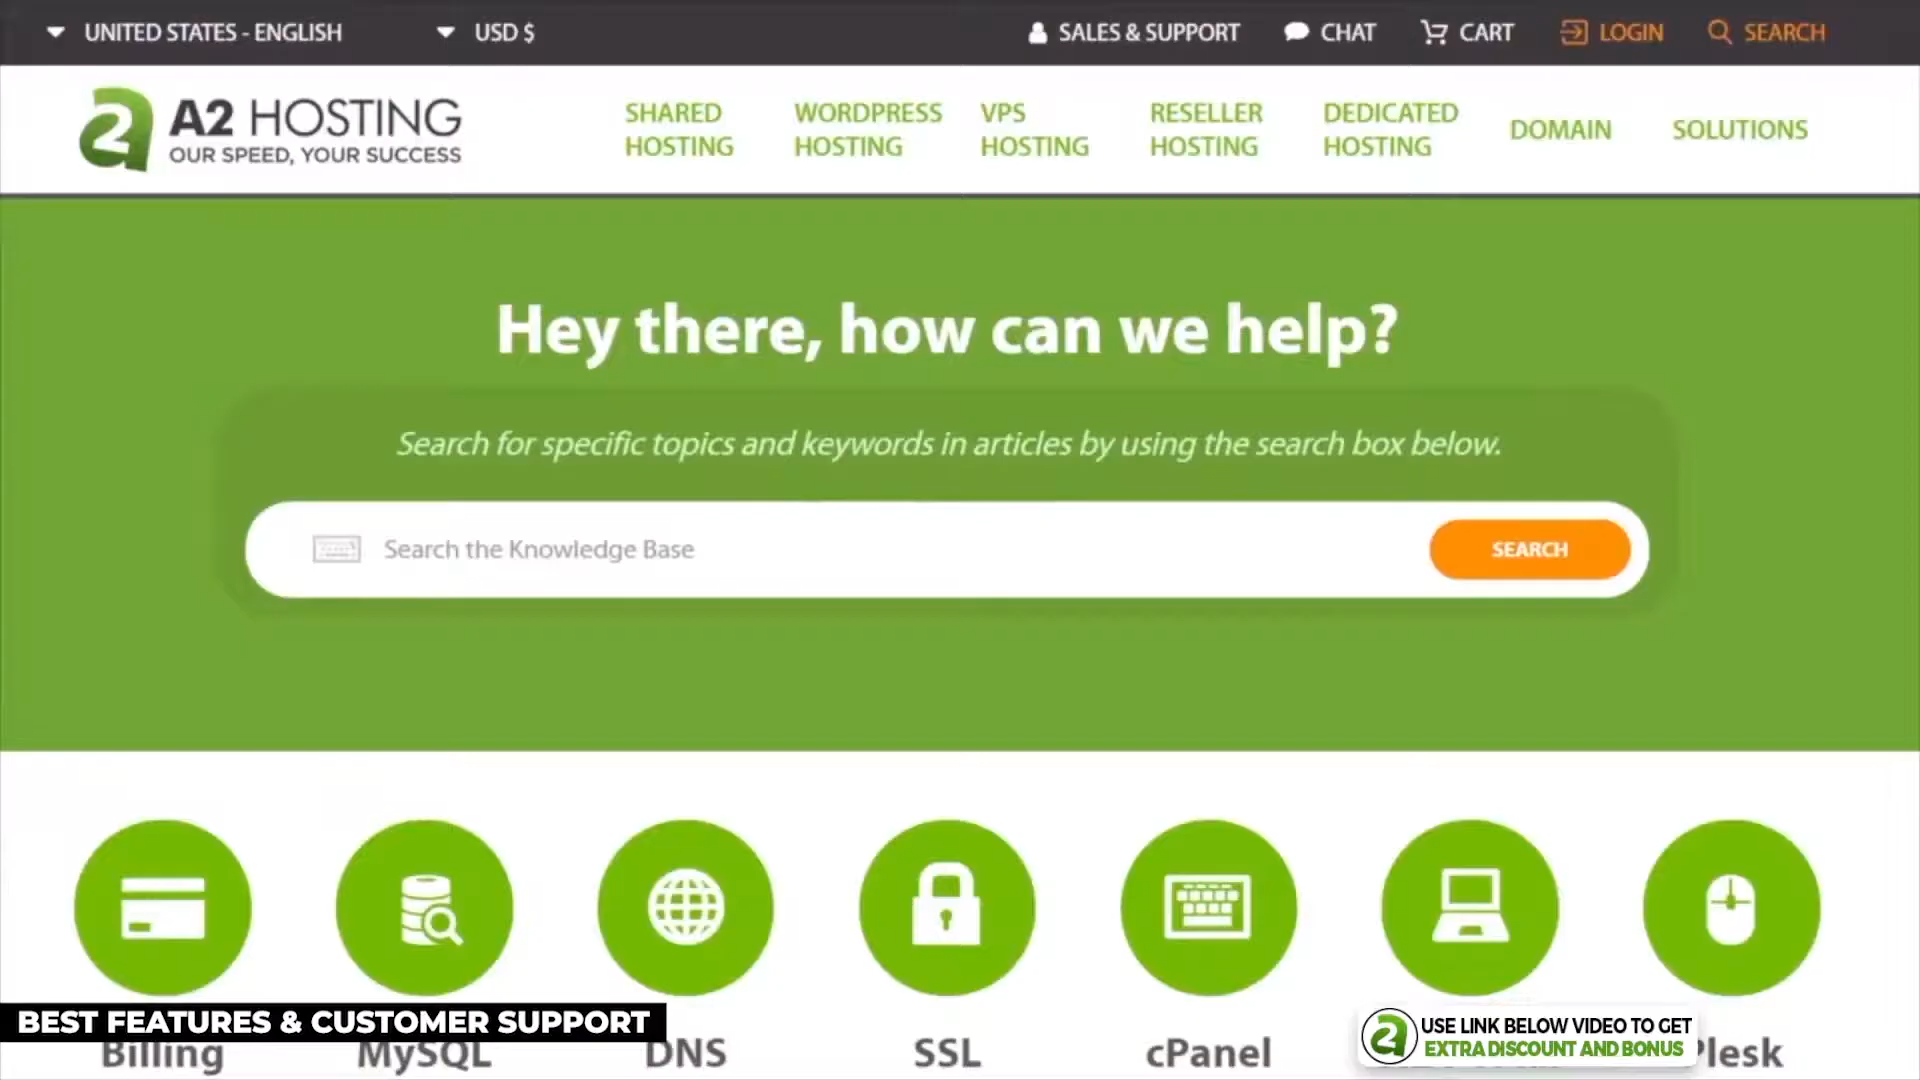 UNITED STATES - ENGLISH
USD $
SALES & SUPPORT
CHAT
CART
LOGIN
SEARCH
A2 HOSTING
OUR SPEED, YOUR SUCCESS
SHARED
HOSTING
WORDPRESS
HOSTING
VPS
HOSTING
RESELLER
HOSTING
DEDICATED
HOSTING
DOMAIN
SOLUTIONS
Hey there, how can we help?
Search for specific topics and keywords in articles by using the search box below.
Search the Knowledge Base
SEARCH
BEST FEATURES & CUSTOMER SUPPORT
USE LINK BELOW VIDEO TO GET
EXTRA DISCOUNT AND BONUS
Billing
MySQL
DNS
SSL
cPanel
Plesk